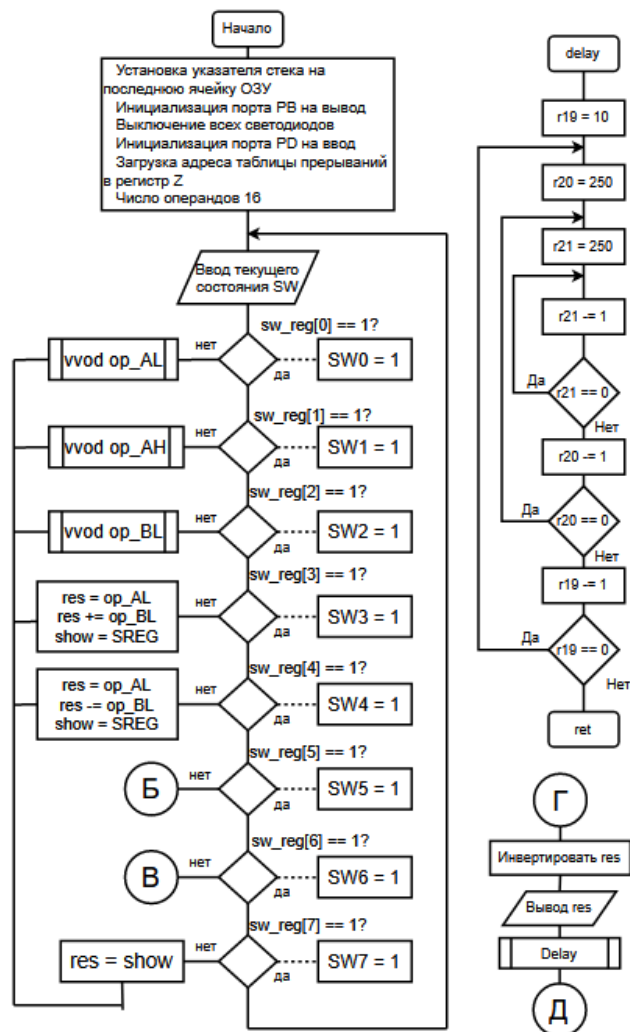 Начало
Установка указателя стека на
последнюю ячейку ОЗУ
Инициализация порта PB на вывод
Выключение всех светодиодов
Инициализация порта PD на ввод
Загрузка адреса таблицы прерываний
в регистр Z
Число операндов 16
Ввод текущего
состояния SW
sw_reg[0] == 1?
vvod op_AL
нет
да
SW0 = 1
sw_reg[1] == 1?
vvod op_AH
нет
да
SW1 = 1
sw_reg[2] == 1?
vvod op_BL
нет
да
SW2 = 1
sw_reg[3] == 1?
res = op_AL
res += op_BL
show = SREG
нет
да
SW3 = 1
sw_reg[4] == 1?
res = op_AL
res -= op_BL
show = SREG
нет
да
SW4 = 1
sw_reg[5] == 1?
Б
нет
да
SW5 = 1
sw_reg[6] == 1?
В
нет
да
SW6 = 1
sw_reg[7] == 1?
res = show
нет
да
SW7 = 1
delay
r19 = 10
r20 = 250
r21 = 250
r21 -= 1
Да
r21 == 0
Нет
r20 -= 1
Да
r20 == 0
Нет
r19 -= 1
Да
r19 == 0
Нет
ret
Г
Инвертировать res
Вывод res
Delay
Д